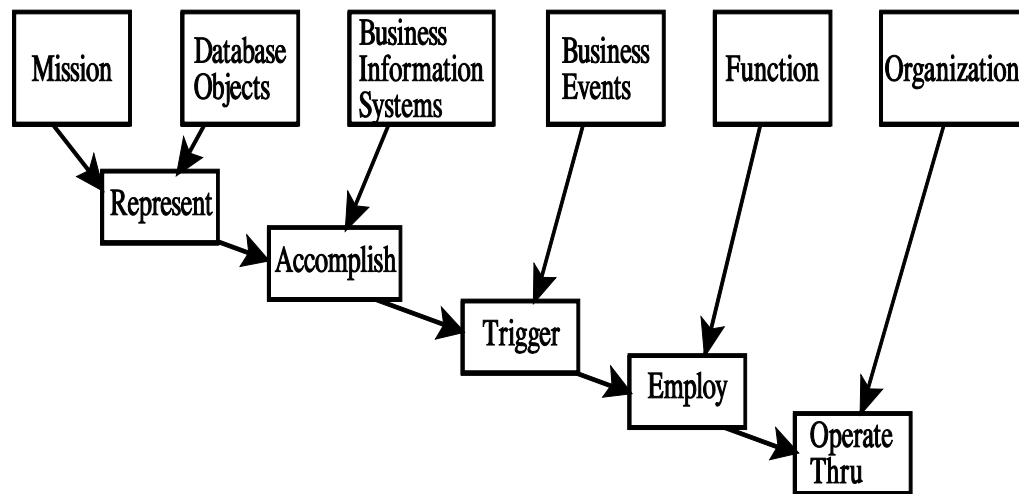 Mission
Database
Objects
Business
Information
Systems
Business
Events
Function
Organization
Represent
Accomplish
Trigger
Employ
Operate
Thru